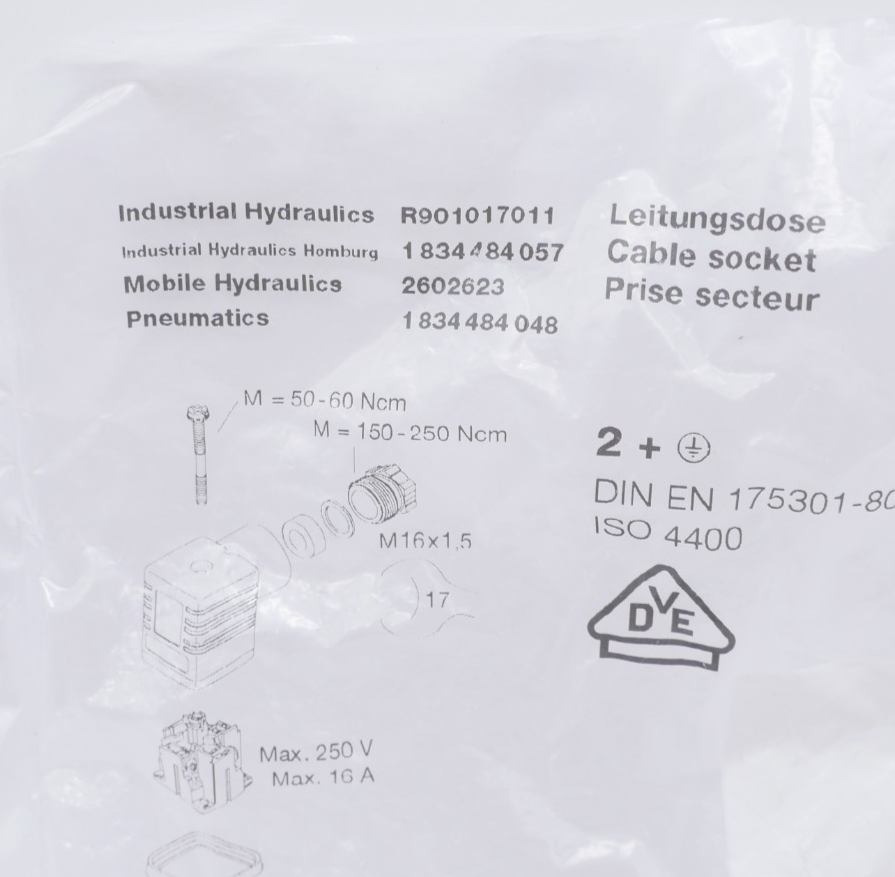 Industrial Hydraulics R901017011
Industrial Hydraulics Homburg 1 834 484 057
Mobile Hydraulics 2602623
Pneumatics 1 834 484 048
Leitungsdose
Cable socket
Prise secteur
M = 50-60 Ncm
M = 150-250 Ncm
M16x1,5
17
Max. 250 V
Max. 16 A
2 +
DIN EN 175301-80
ISO 4400
DVE